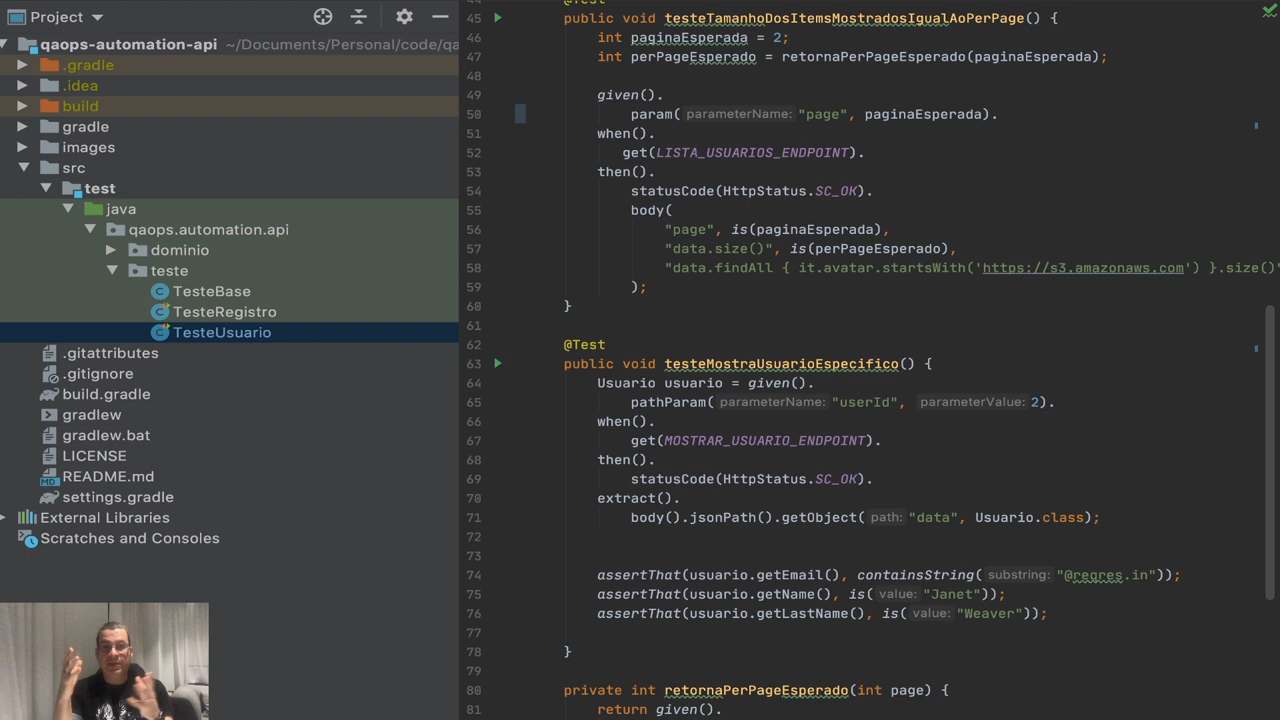 Project
qaops-automation-api ~/Documents/Personal/code/qa
.gradle
.idea
build
gradle
images
src
test
java
qaops.automation.api
dominio
teste
TesteBase
TesteRegistro
TesteUsuario
.gitattributes
.gitignore
build.gradle
gradlew
gradlew.bat
LICENSE
README.md
settings.gradle
External Libraries
Scratches and Consoles
45 public void testeTamanhoDosItemsMostradosIgualAoPerPage() {
46 int paginaEsperada = 2;
47 int perPageEsperado = retornaPerPageEsperado(paginaEsperada);
48
49 given().
50 param( parameterName: "page", paginaEsperada).
51 when().
52 get(LISTA_USUARIOS_ENDPOINT).
53 then().
54 statusCode(HttpStatus.SC_OK).
55 body(
56 "page", is(paginaEsperada),
57 "data.size()", is(perPageEsperado),
58 "data.findAll { it.avatar.startsWith('https://s3.amazonaws.com') }.size()"
59 );
60 }
61
62 @Test
63 public void testeMostraUsuarioEspecifico() {
64 Usuario usuario = given().
65 pathParam( parameterName: "userId", parameterValue: 2).
66 when().
67 get(MOSTRAR_USUARIO_ENDPOINT).
68 then().
69 statusCode(HttpStatus.SC_OK).
70 extract().
71 body().jsonPath().getObject( path: "data", Usuario.class);
72
73
74 assertThat(usuario.getEmail(), containsString( substring: "@reqres.in"));
75 assertThat(usuario.getName(), is( value: "Janet"));
76 assertThat(usuario.getLastName(), is( value: "Weaver"));
77
78 }
79
80 private int retornaPerPageEsperado(int page) {
81 return given().